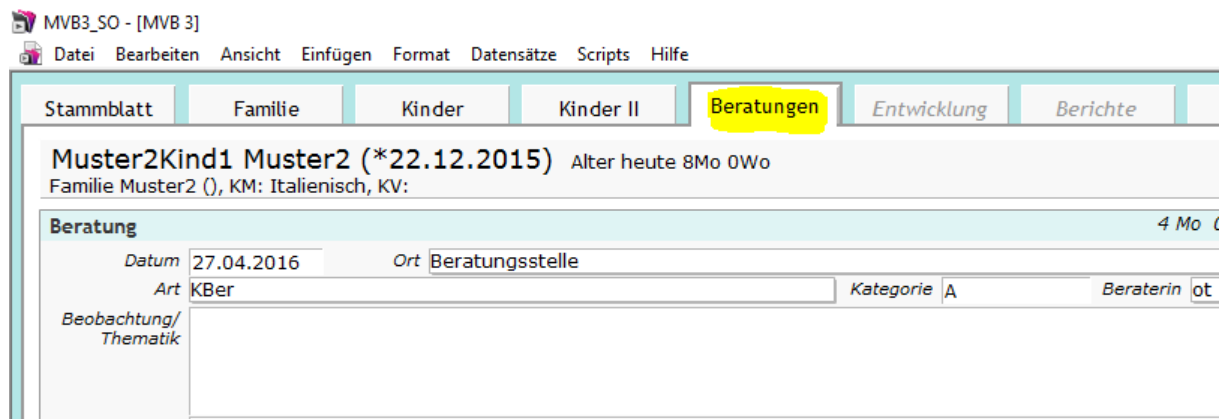 MVB3_SO - [MVB 3]
Datei Bearbeiten Ansicht Einfügen Format Datensätze Scripts Hilfe
Stammblatt Familie Kinder Kinder II Beratungen Entwicklung Berichte
Muster2Kind1 Muster2 (*22.12.2015) Alter heute 8Mo 0Wo
Familie Muster2 (), KM: Italienisch, KV:
Beratung 4 Mo
Datum 27.04.2016 Ort Beratungsstelle
Art KBer Kategorie A Beraterin ot
Beobachtung/
Thematik